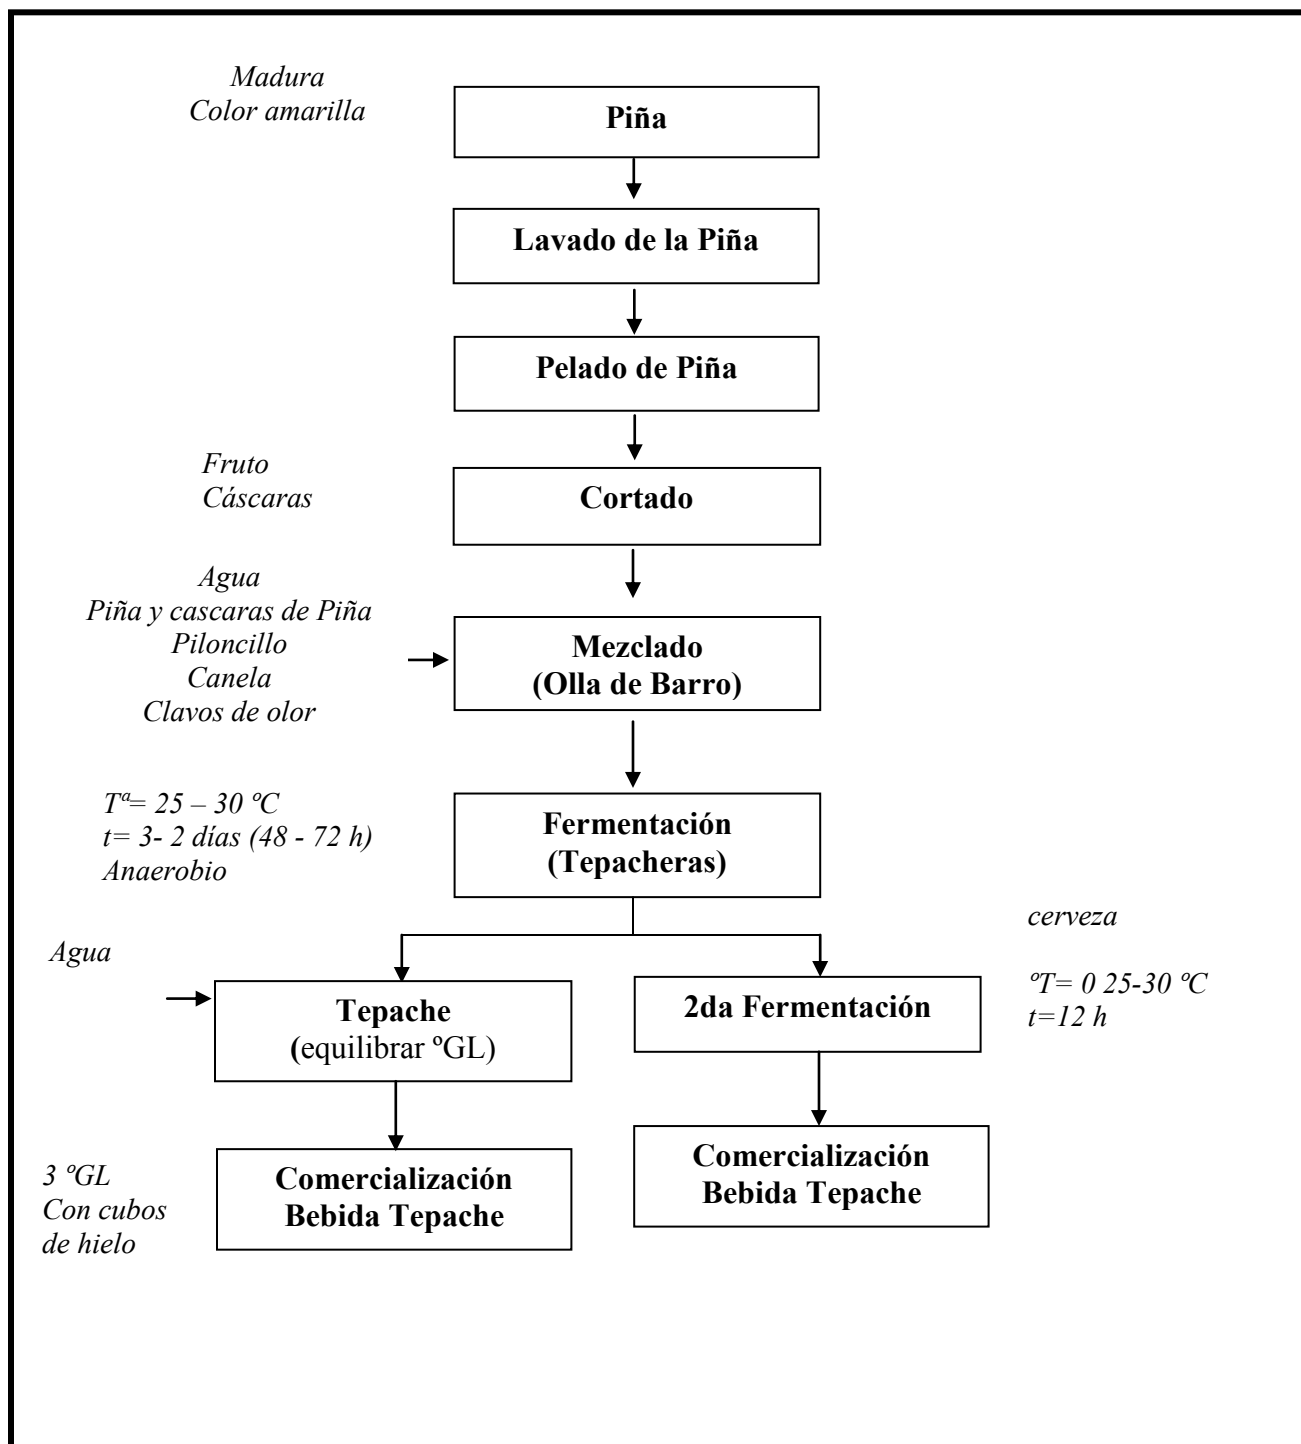 Madura
Color amarilla
Piña
Lavado de la Piña
Pelado de Piña
Fruto
Cáscaras
Cortado
Agua
Piña y cascaras de Piña
Piloncillo
Canela
Clavos de olor
Mezclado
(Olla de Barro)
Tª= 25 – 30 ºC
t= 3- 2 días (48 - 72 h)
Anaerobio
Fermentación
(Tepacheras)
cerveza
ºT= 0 25-30 ºC
t=12 h
Agua
Tepache
(equilibrar ºGL)
2da Fermentación
3 ºGL
Con cubos
de hielo
Comercialización
Bebida Tepache
Comercialización
Bebida Tepache